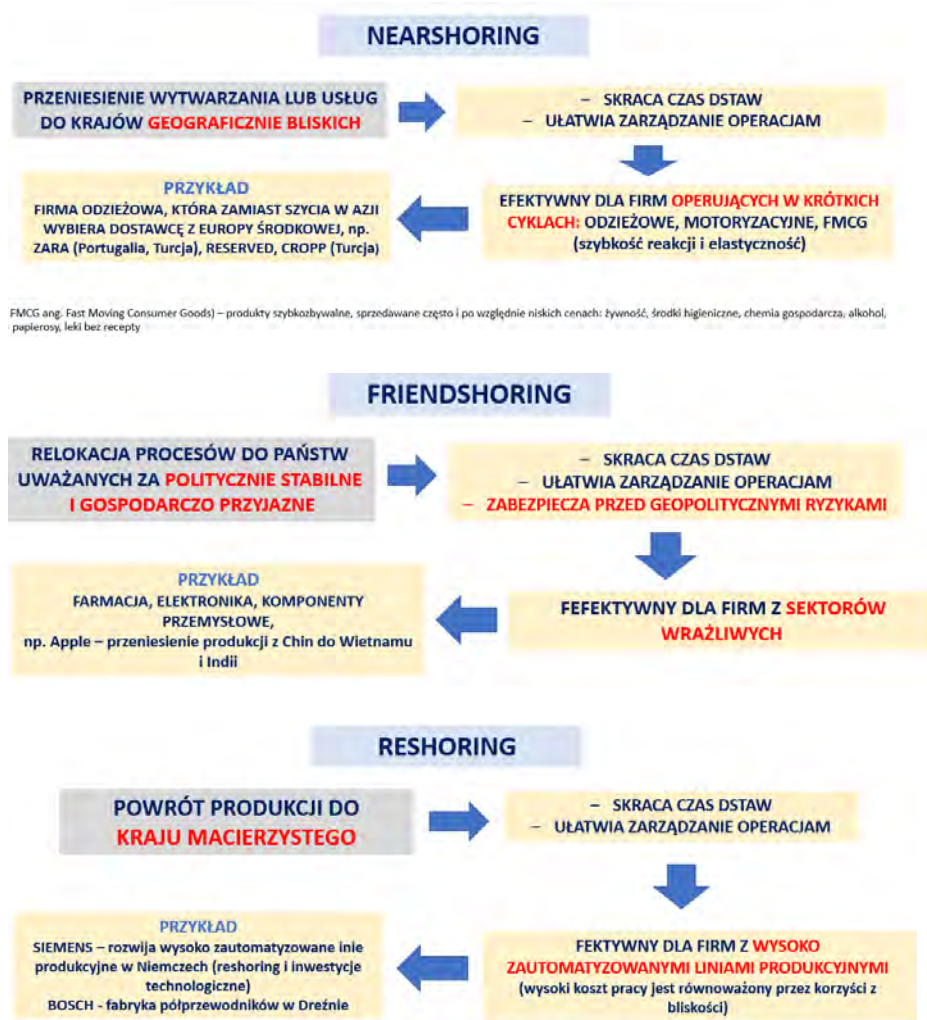 NEARSHORING
PRZENIESIENIE WYTWARZANIA LUB USŁUG
DO KRAJÓW GEOGRAFICZNIE BLISKICH
– SKRACA CZAS DSTAW
– UŁATWIA ZARZĄDZANIE OPERACJAM
EFEKTYWNY DLA FIRM OPERUJĄCYCH W KRÓTKICH
CYKLACH: ODZIEŻOWE, MOTORYZACYJNE, FMCG
(szybkość reakcji i elastyczność)
PRZYKŁAD
FIRMA ODZIEŻOWA, KTÓRA ZAMIAST SZYCIA W AZJI
WYBIERA DOSTAWCĘ Z EUROPY ŚRODKOWEJ, np.
ZARA (Portugalia, Turcja), RESERVED, CROPP (Turcja)
FMCG ang. Fast Moving Consumer Goods) – produkty szybkozbywalne, sprzedawane często i po względnie niskich cenach: żywność, środki higieniczne, chemia gospodarcza, alkohol,
papierosy, leki bez recepty
FRIENDSHORING
RELOKACJA PROCESÓW DO PAŃSTW
UWAŻANYCH ZA POLITYCZNIE STABILNE
I GOSPODARCZO PRZYJAZNE
– SKRACA CZAS DSTAW
– UŁATWIA ZARZĄDZANIE OPERACJAM
– ZABEZPIECZA PRZED GEOPOLITYCZNYMI RYZYKAMI
FEFEKTYWNY DLA FIRM Z SEKTORÓW
WRAŻLIWYCH
PRZYKŁAD
FARMACJA, ELEKTRONIKA, KOMPONENTY
PRZEMYSŁOWE,
np. Apple – przeniesienie produkcji z Chin do Wietnamu
i Indii
RESHORING
POWRÓT PRODUKCJI DO
KRAJU MACIERZYSTEGO
– SKRACA CZAS DSTAW
– UŁATWIA ZARZĄDZANIE OPERACJAM
FEKTYWNY DLA FIRM Z WYSOKO
ZAUTOMATYZOWANYMI LINIAMI PRODUKCYJNYMI
(wysoki koszt pracy jest równoważony przez korzyści z
bliskości)
PRZYKŁAD
SIEMENS – rozwija wysoko zautomatyzowane inie
produkcyjne w Niemczech (reshoring i inwestycje
technologiczne)
BOSCH - fabryka półprzewodników w Dreźnie